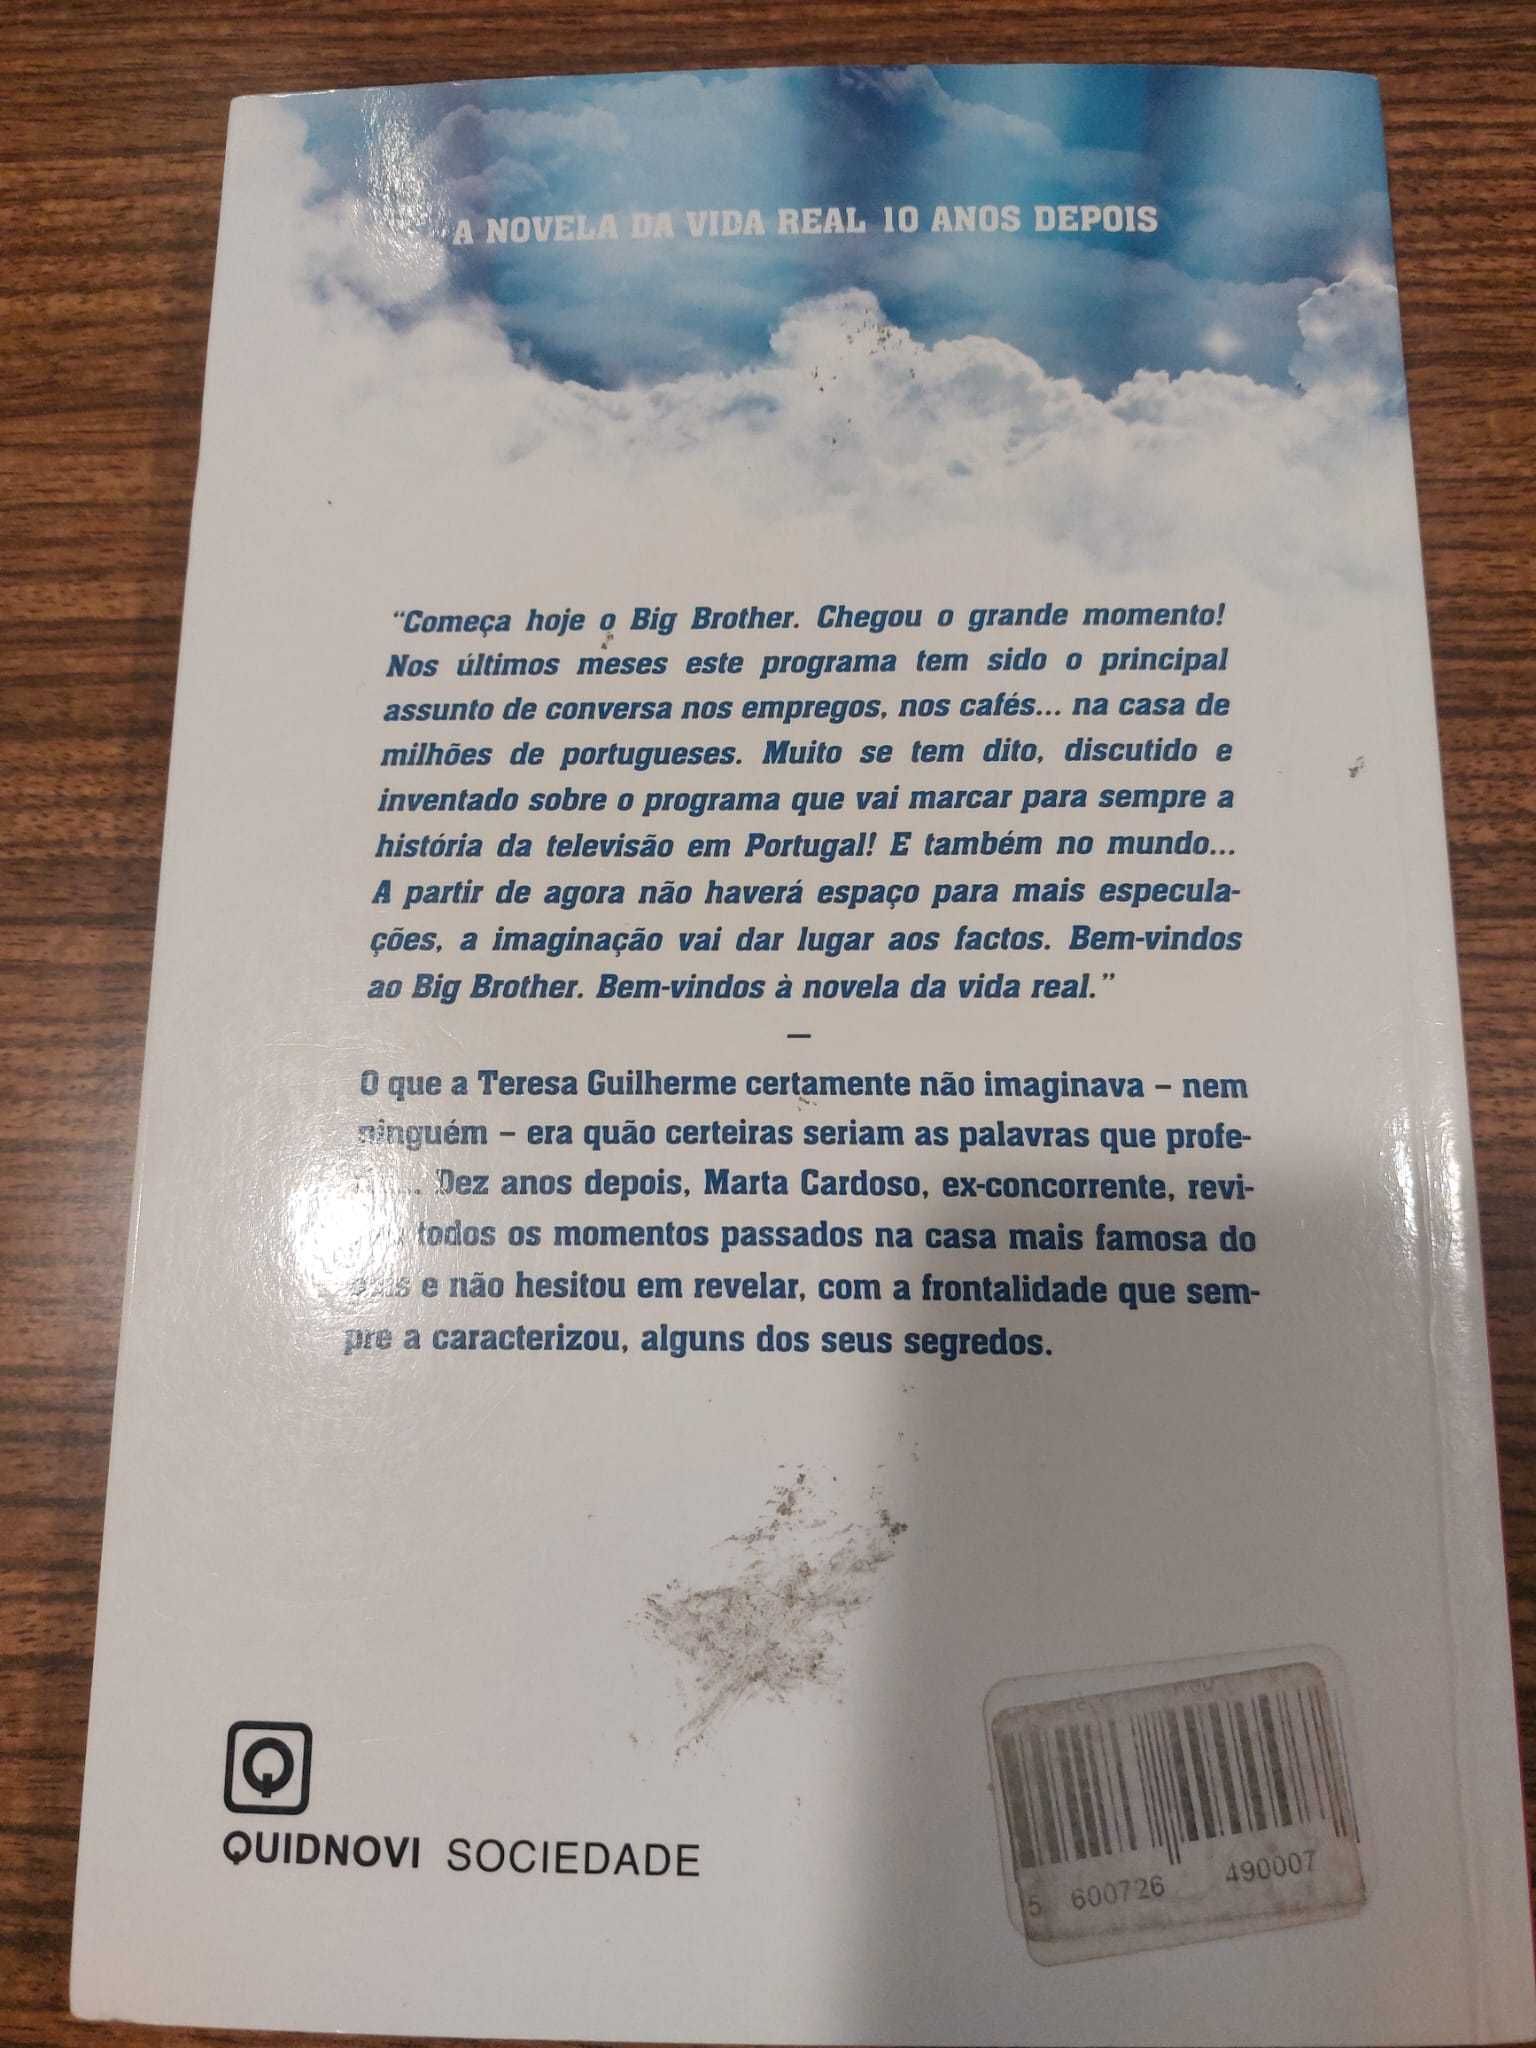 A NOVELA DA VIDA REAL 10 ANOS DEPOIS
“Começa hoje o Big Brother. Chegou o grande momento!
Nos últimos meses este programa tem sido o principal
assunto de conversa nos empregos, nos cafés... na casa de
milhões de portugueses. Muito se tem dito, discutido e
inventado sobre o programa que vai marcar para sempre a
história da televisão em Portugal! E também no mundo...
A partir de agora não haverá espaço para mais especula-
ções, a imaginação vai dar lugar aos factos. Bem-vindos
ao Big Brother. Bem-vindos à novela da vida real.”
—
O que a Teresa Guilherme certamente não imaginava – nem
ninguém – era quão certeiras seriam as palavras que profe-
Dez anos depois, Marta Cardoso, ex-concorrente, revi-
todos os momentos passados na casa mais famosa do
país e não hesitou em revelar, com a frontalidade que sem-
pre a caracterizou, alguns dos seus segredos.
QUIDNOVI SOCIEDADE
5 600726 490007